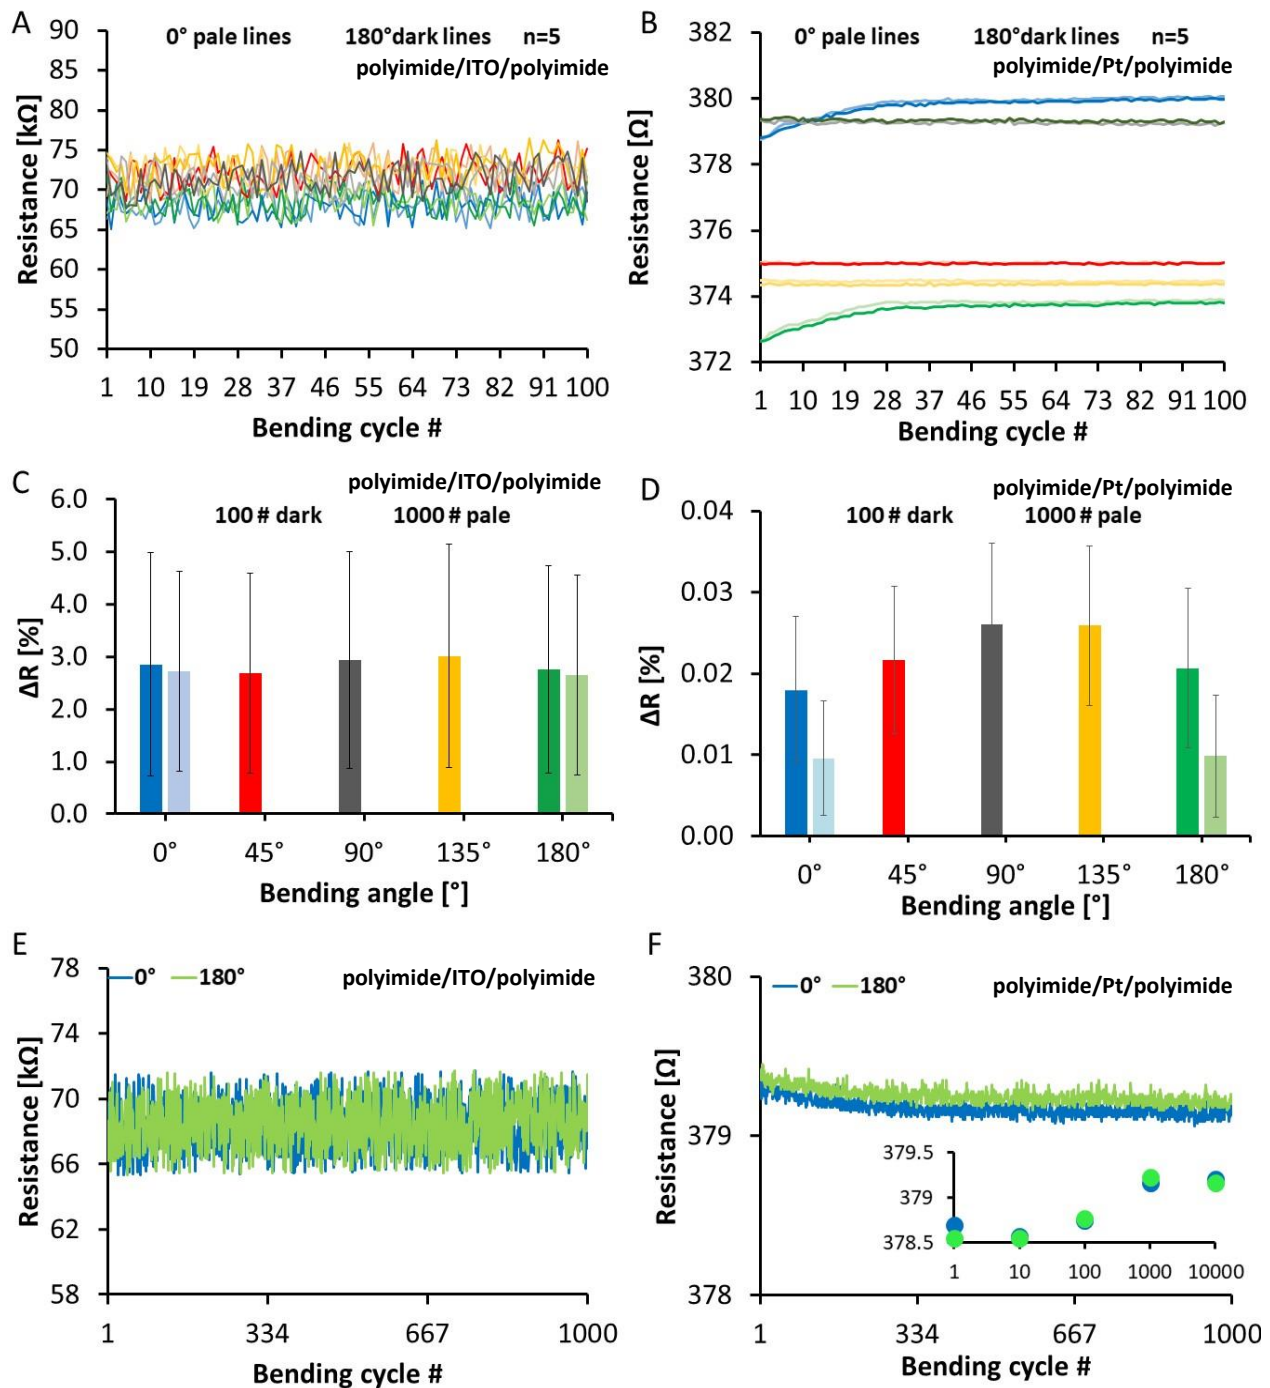 A
0° pale lines 180°dark lines n=5
polyimide/ITO/polyimide
90
85
80
75
70
65
60
55
50
Resistance [kΩ]
1 10 19 28 37 46 55 64 73 82 91 100
Bending cycle #
B
0° pale lines 180°dark lines n=5
polyimide/Pt/polyimide
382
380
378
376
374
372
Resistance [Ω]
1 10 19 28 37 46 55 64 73 82 91 100
Bending cycle #
C
polyimide/ITO/polyimide
100 # dark 1000 # pale
6.0
5.0
4.0
3.0
2.0
1.0
0.0
ΔR [%]
0° 45° 90° 135° 180°
Bending angle [°]
D
polyimide/Pt/polyimide
100 # dark 1000 # pale
0.04
0.03
0.02
0.01
0.00
ΔR [%]
0° 45° 90° 135° 180°
Bending angle [°]
E
0° 180° polyimide/ITO/polyimide
78
74
70
66
62
58
Resistance [kΩ]
1 334 667 1000
Bending cycle #
F
0° 180° polyimide/Pt/polyimide
380
379
378
Resistance [Ω]
379.5
379
378.5
1 10 100 1000 10000
1 334 667 1000
Bending cycle #